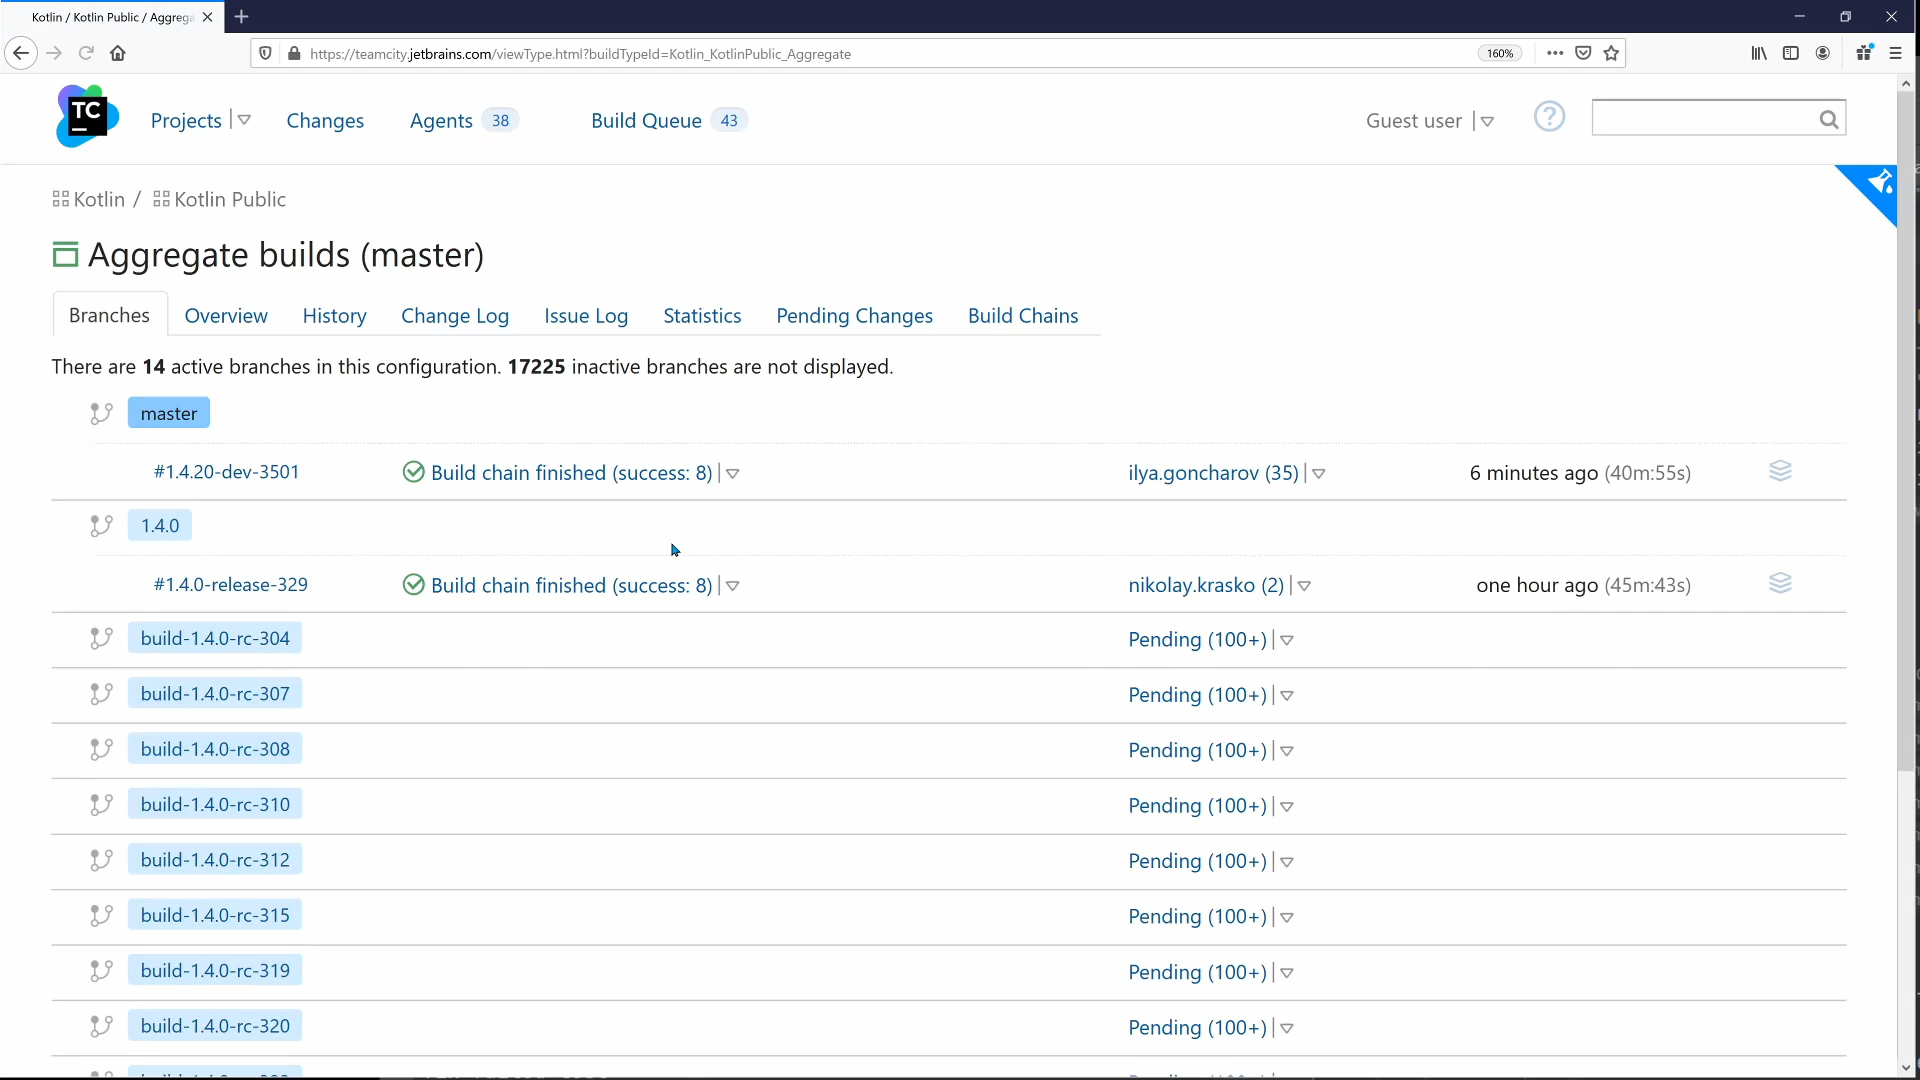 Kotlin / Kotlin Public / Aggrega
https://teamcity.jetbrains.com/viewType.html?buildTypeId=Kotlin_KotlinPublic_Aggregate
160%
TC
Projects
Changes
Agents 38
Build Queue 43
Guest user
?
Kotlin / Kotlin Public
Aggregate builds (master)
Branches Overview History Change Log Issue Log Statistics Pending Changes Build Chains
There are 14 active branches in this configuration. 17225 inactive branches are not displayed.
master
#1.4.20-dev-3501 Build chain finished (success: 8) ilya.goncharov (35) 6 minutes ago (40m:55s)
1.4.0
#1.4.0-release-329 Build chain finished (success: 8) nikolay.krasko (2) one hour ago (45m:43s)
build-1.4.0-rc-304 Pending (100+)
build-1.4.0-rc-307 Pending (100+)
build-1.4.0-rc-308 Pending (100+)
build-1.4.0-rc-310 Pending (100+)
build-1.4.0-rc-312 Pending (100+)
build-1.4.0-rc-315 Pending (100+)
build-1.4.0-rc-319 Pending (100+)
build-1.4.0-rc-320 Pending (100+)